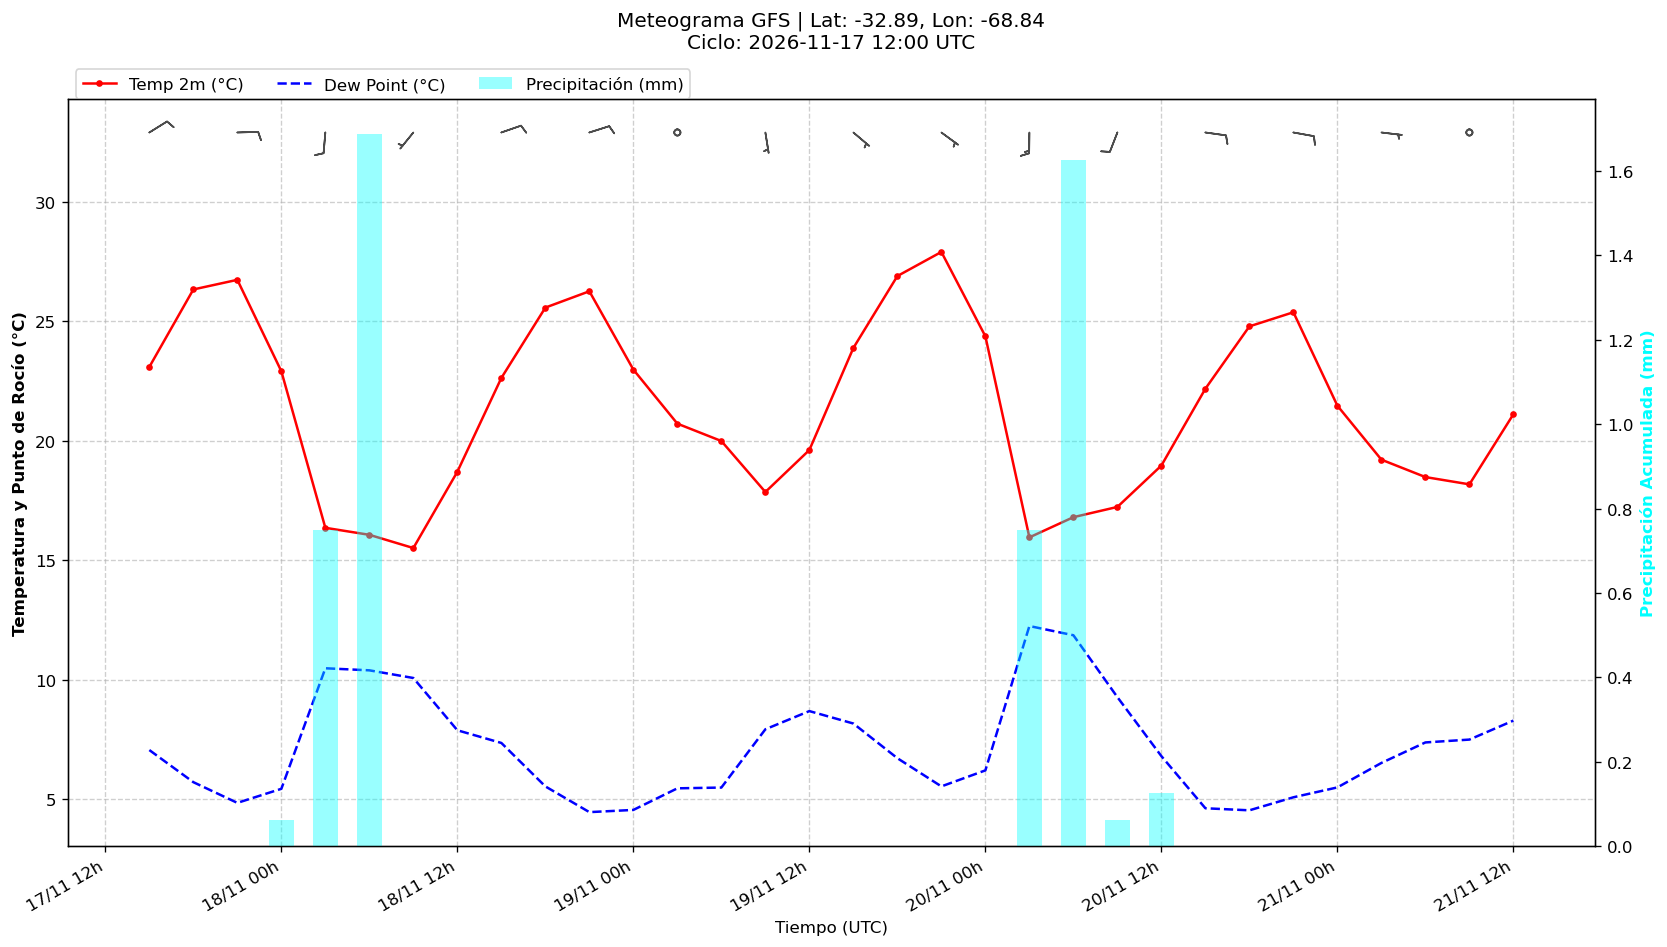 Meteograma GFS | Lat: -32.89, Lon: -68.84
Ciclo: 2026-11-17 12:00 UTC
Temp 2m (°C)
Dew Point (°C)
Precipitación (mm)
Temperatura y Punto de Rocío (°C)
30
25
20
15
10
5
1.6
1.4
1.2
1.0
0.8
0.6
0.4
0.2
0.0
Precipitación Acumulada (mm)
17/11 12h
18/11 00h
18/11 12h
19/11 00h
19/11 12h
20/11 00h
20/11 12h
21/11 00h
21/11 12h
Tiempo (UTC)